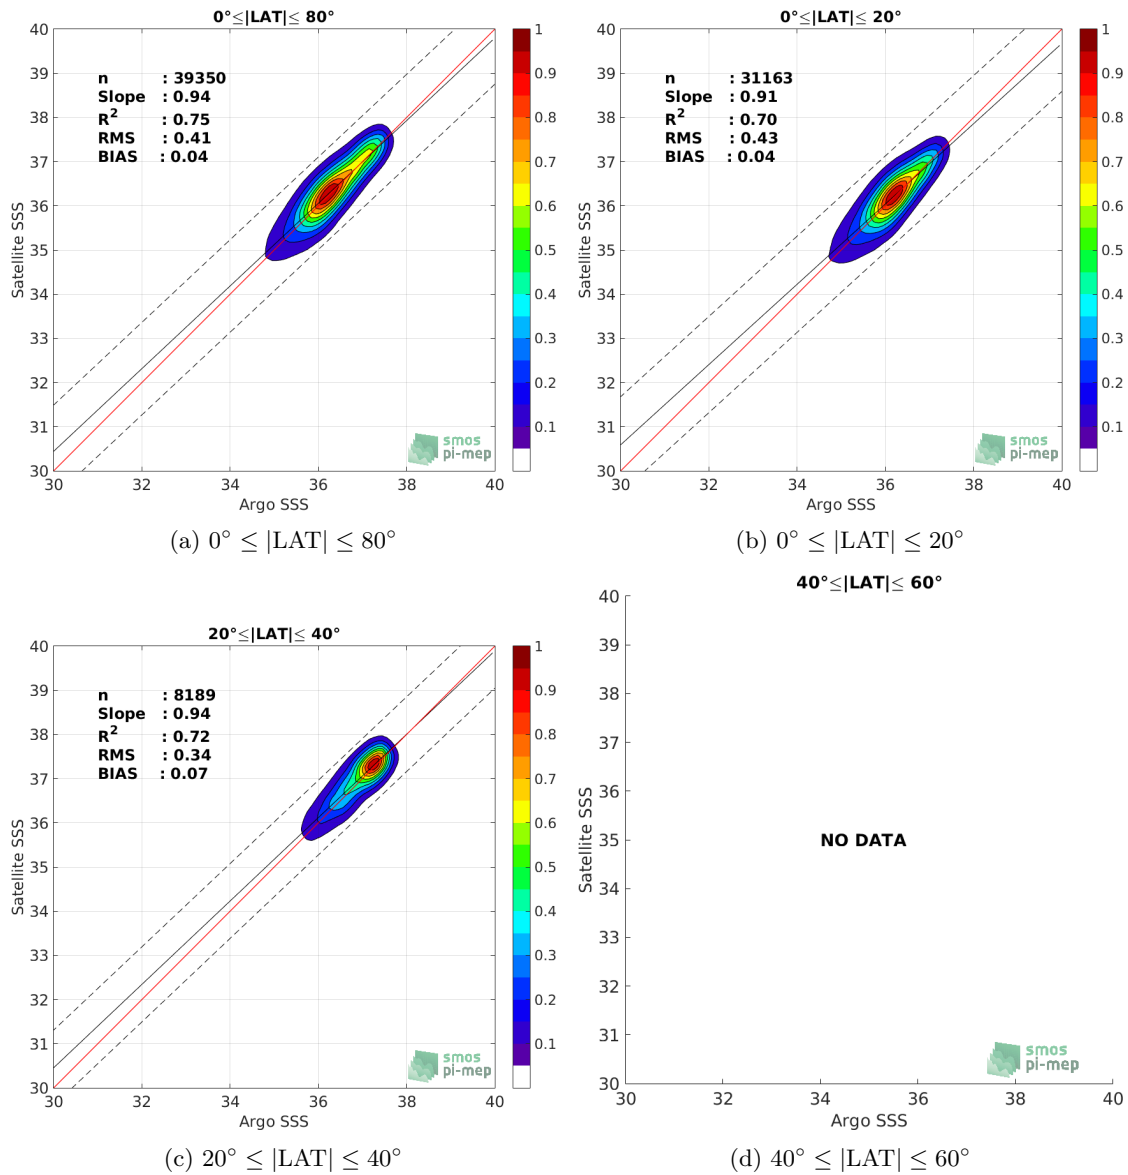 0°≤|LAT|≤ 80°
40
39
38
37
36
35
34
33
32
31
30
Satellite SSS
n : 39350
Slope : 0.94
R² : 0.75
RMS : 0.41
BIAS : 0.04
smos
pi-mep
30 32 34 36 38 40
Argo SSS
1
0.9
0.8
0.7
0.6
0.5
0.4
0.3
0.2
0.1
(a) 0° ≤ |LAT| ≤ 80°
0°≤|LAT|≤ 20°
40
39
38
37
36
35
34
33
32
31
30
Satellite SSS
n : 31163
Slope : 0.91
R² : 0.70
RMS : 0.43
BIAS : 0.04
smos
pi-mep
30 32 34 36 38 40
Argo SSS
1
0.9
0.8
0.7
0.6
0.5
0.4
0.3
0.2
0.1
(b) 0° ≤ |LAT| ≤ 20°
20°≤|LAT|≤ 40°
40
39
38
37
36
35
34
33
32
31
30
Satellite SSS
n : 8189
Slope : 0.94
R² : 0.72
RMS : 0.34
BIAS : 0.07
smos
pi-mep
30 32 34 36 38 40
Argo SSS
1
0.9
0.8
0.7
0.6
0.5
0.4
0.3
0.2
0.1
(c) 20° ≤ |LAT| ≤ 40°
40°≤|LAT|≤ 60°
40
39
38
37
36
35
34
33
32
31
30
Satellite SSS
NO DATA
smos
pi-mep
30 32 34 36 38 40
Argo SSS
(d) 40° ≤ |LAT| ≤ 60°